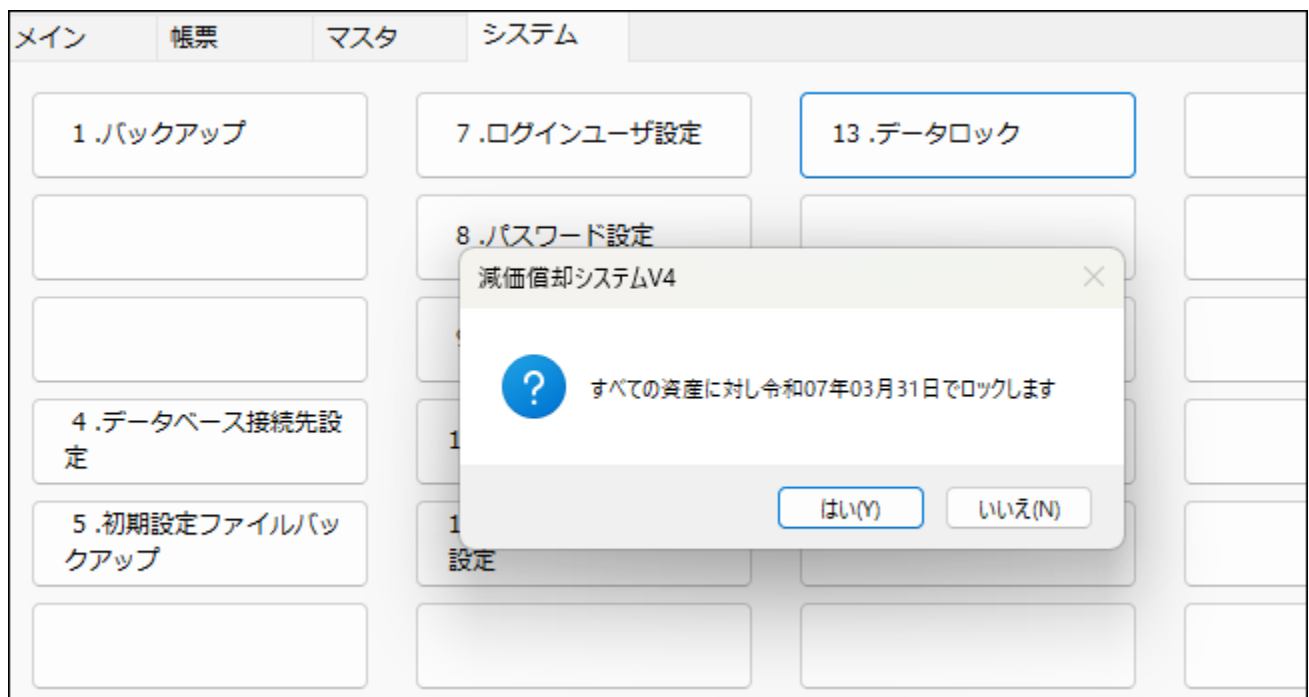 メイン 帳票 マスタ システム
1 .バックアップ 7 .ログインユーザ設定 13 .データロック
8 .パスワード設定
減価償却システムV4
すべての資産に対し令和07年03月31日でロックします
4 .データベース接続先設
定
はい(Y) いいえ(N)
5 .初期設定ファイルバッ
クアップ
設定